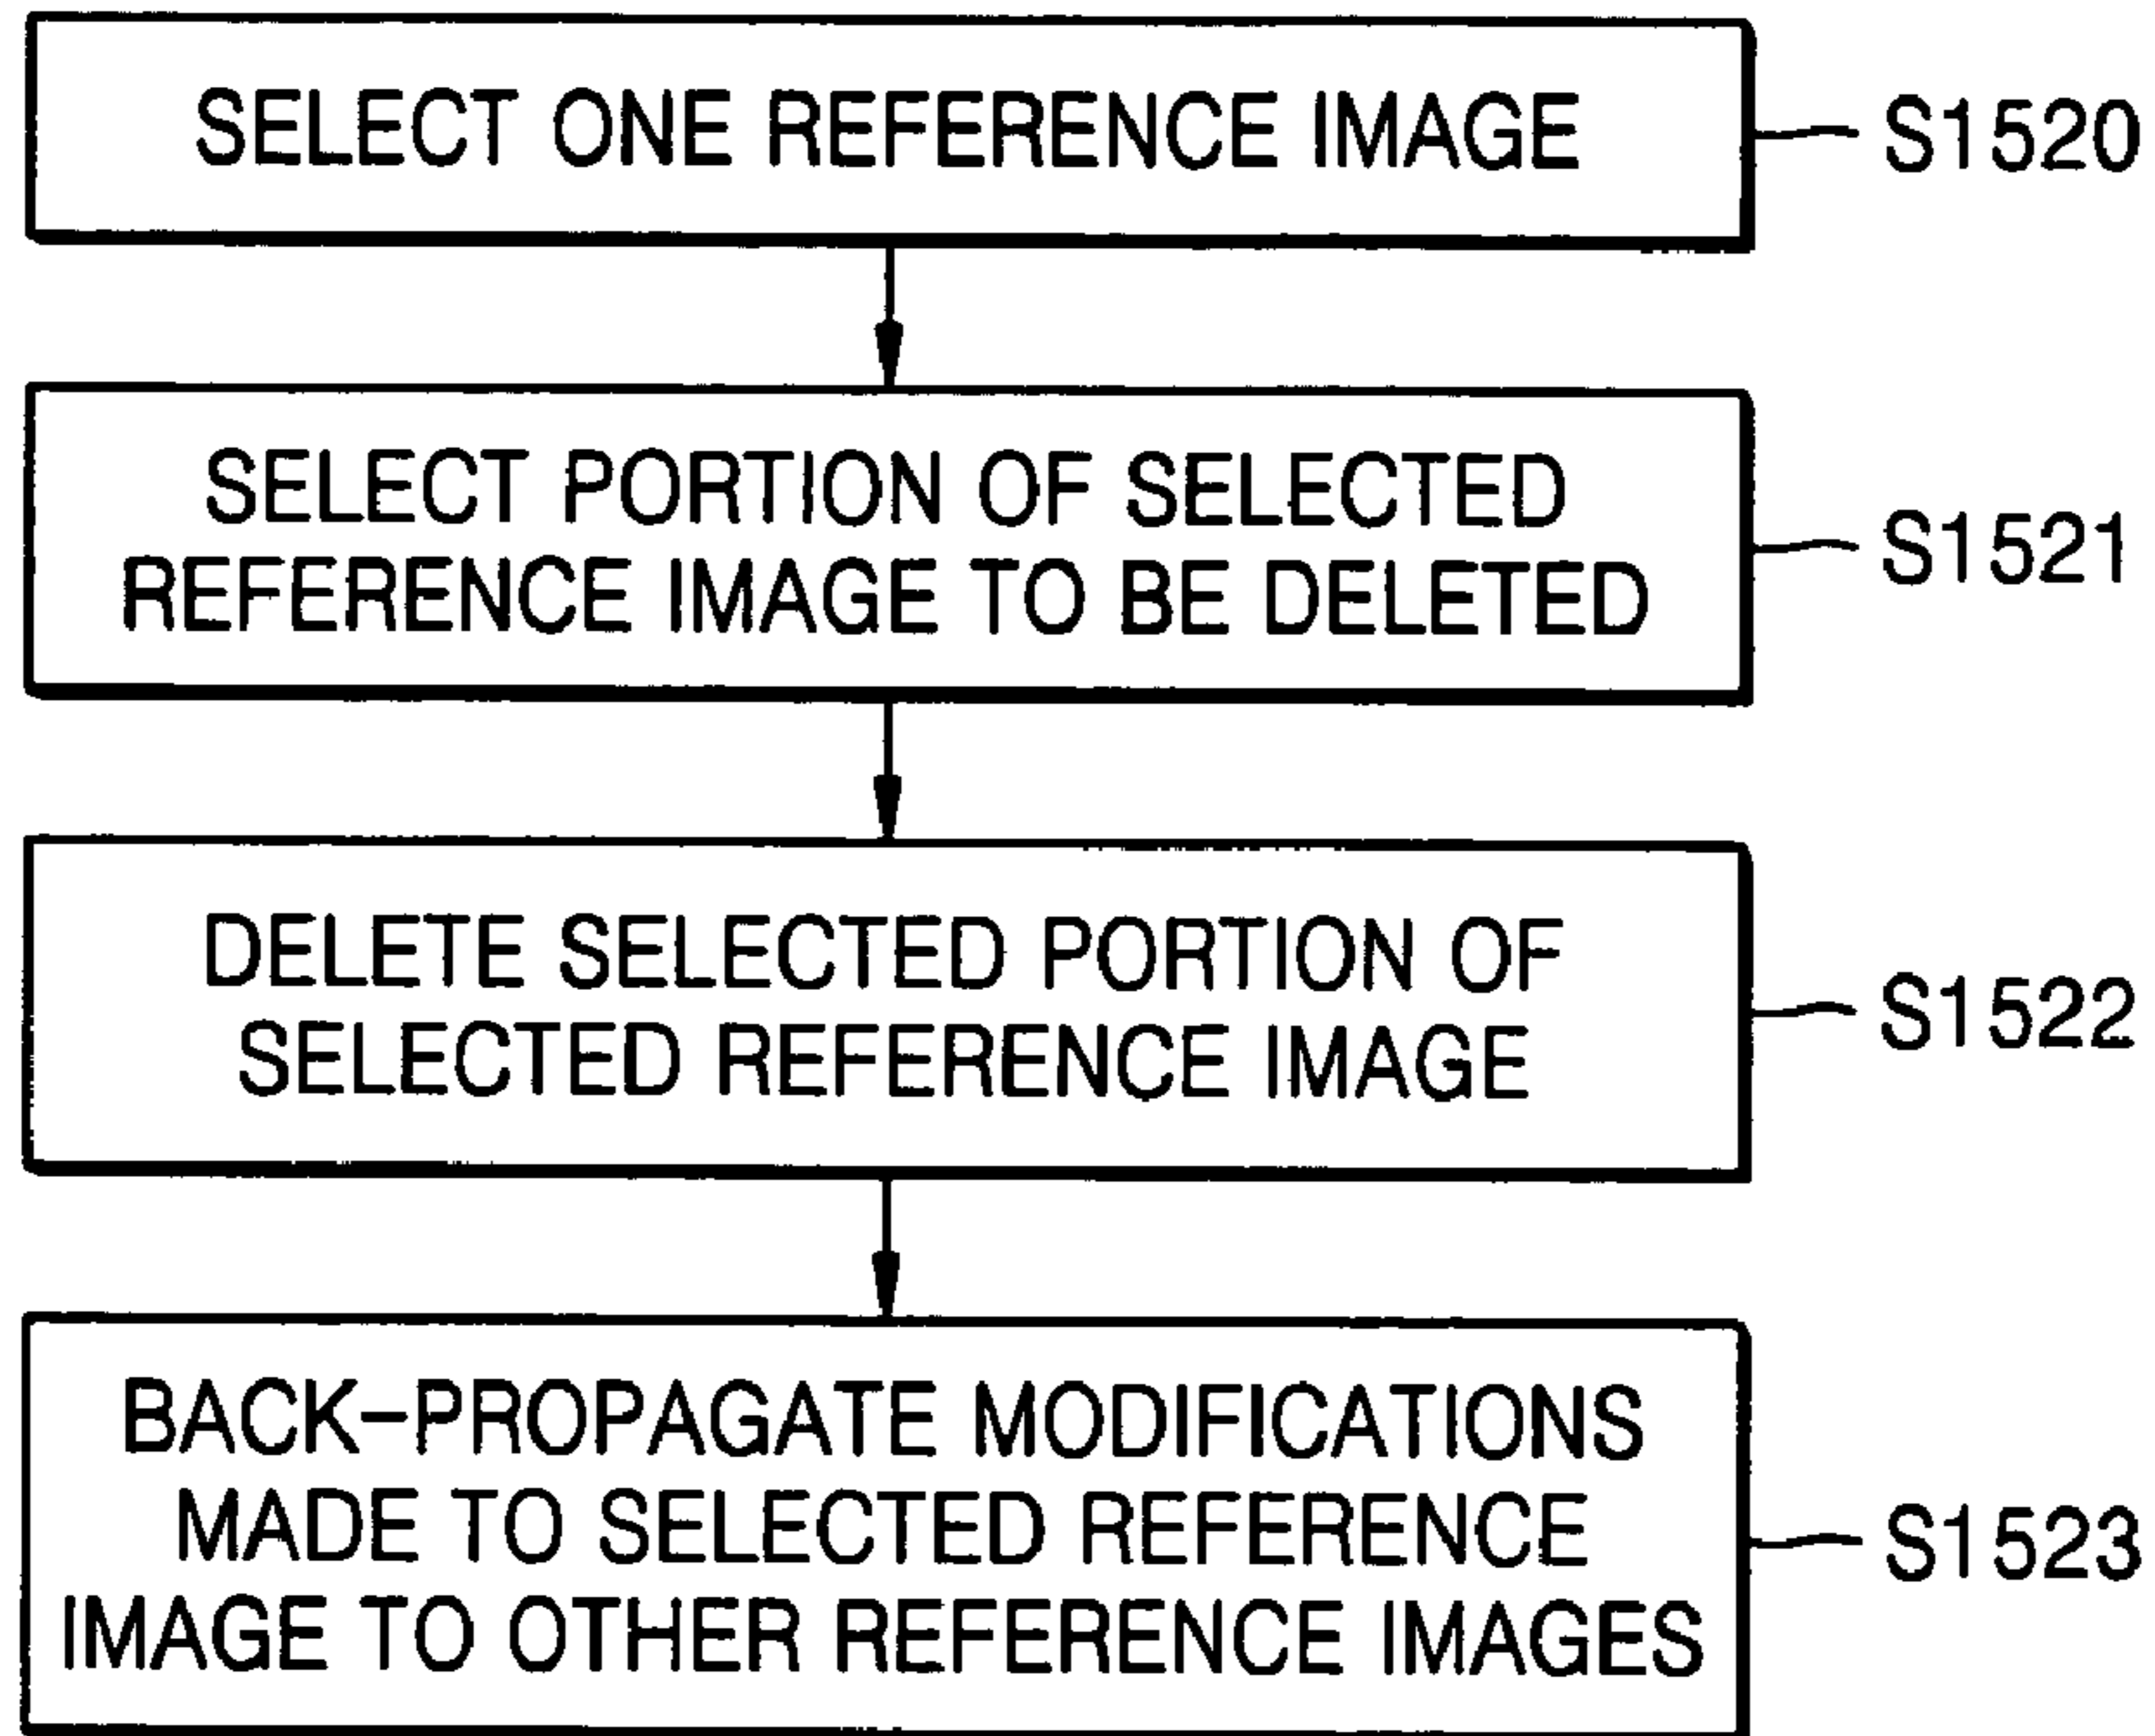 SELECT ONE REFERENCE IMAGE
S1520
SELECT PORTION OF SELECTED
REFERENCE IMAGE TO BE DELETED
S1521
DELETE SELECTED PORTION OF
SELECTED REFERENCE IMAGE
S1522
BACK-PROPAGATE MODIFICATIONS
MADE TO SELECTED REFERENCE
IMAGE TO OTHER REFERENCE IMAGES
S1523